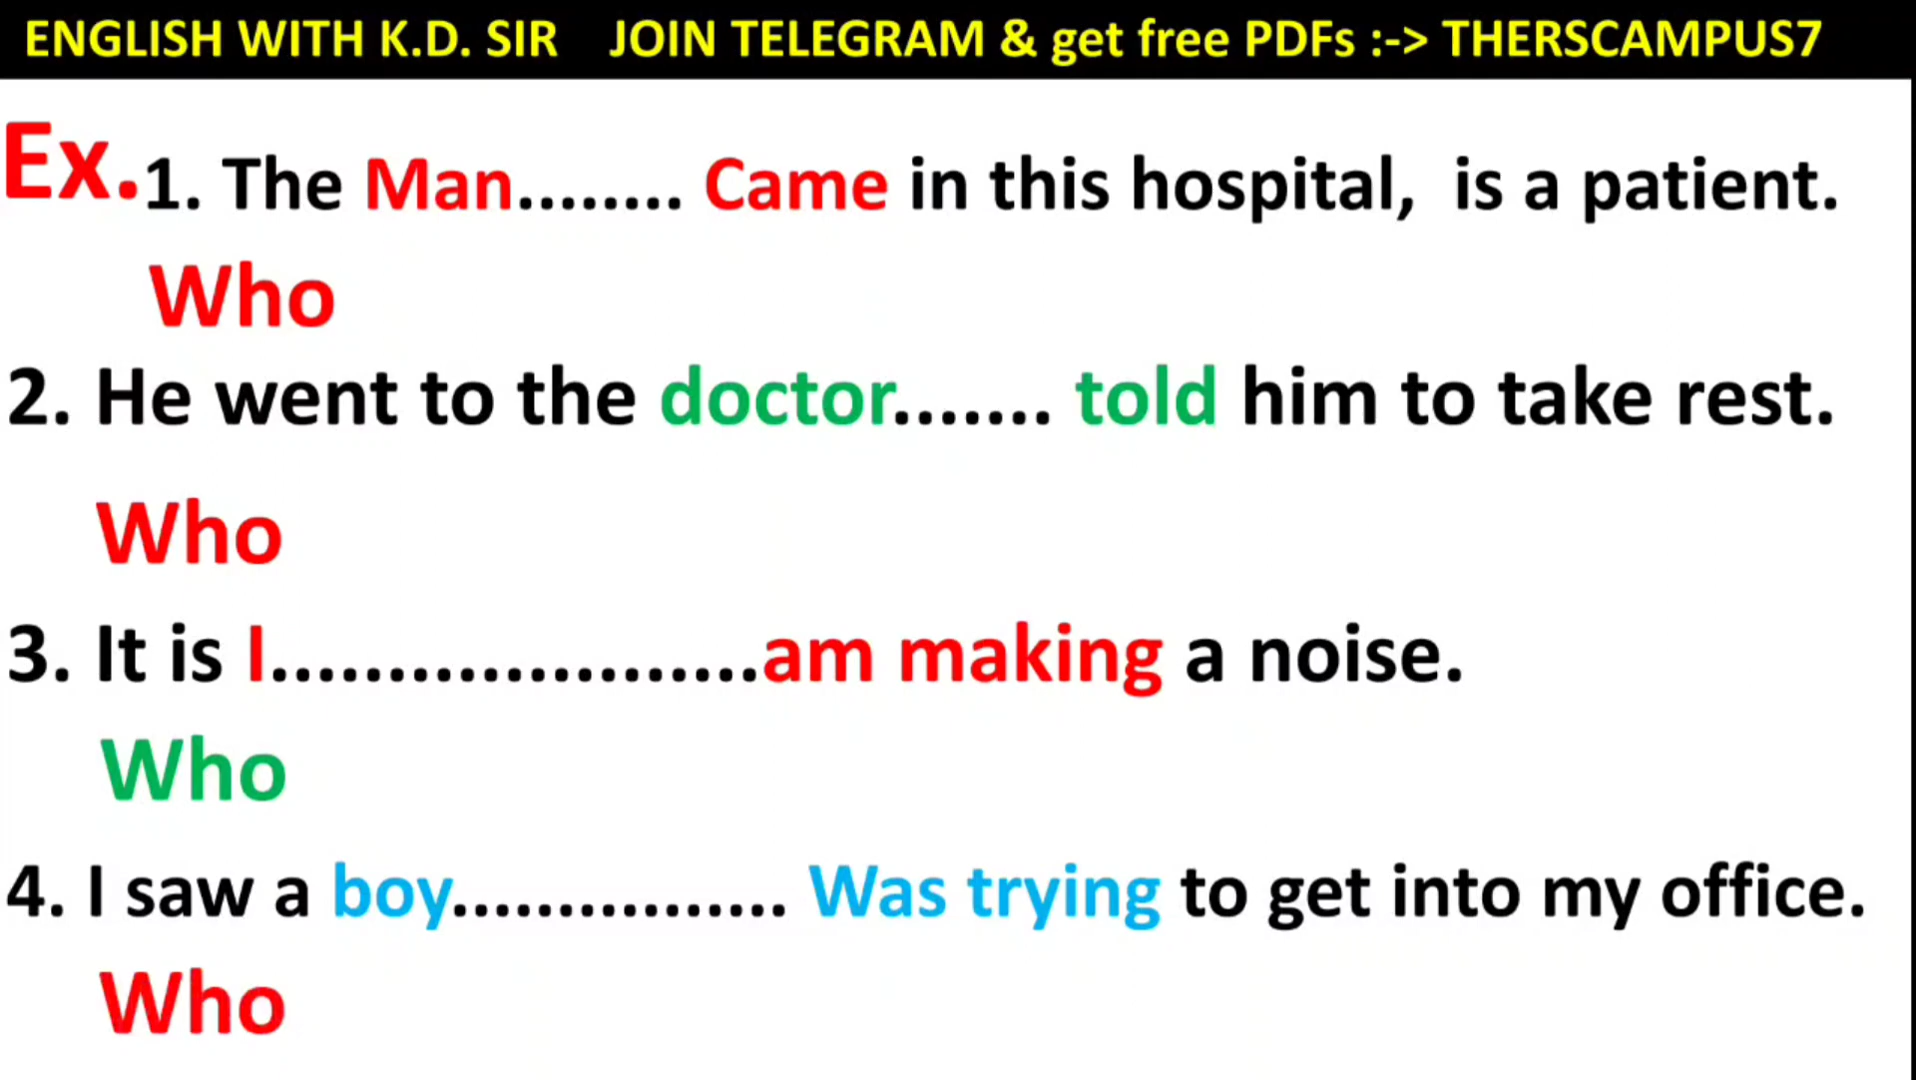 ENGLISH WITH K.D. SIR JOIN TELEGRAM & get free PDFs :-> THERSCAMPUS7
Ex.1. The Man........ Came in this hospital, is a patient.
Who
2. He went to the doctor....... told him to take rest.
Who
3. It is I.....................am making a noise.
Who
4. I saw a boy................ Was trying to get into my office.
Who